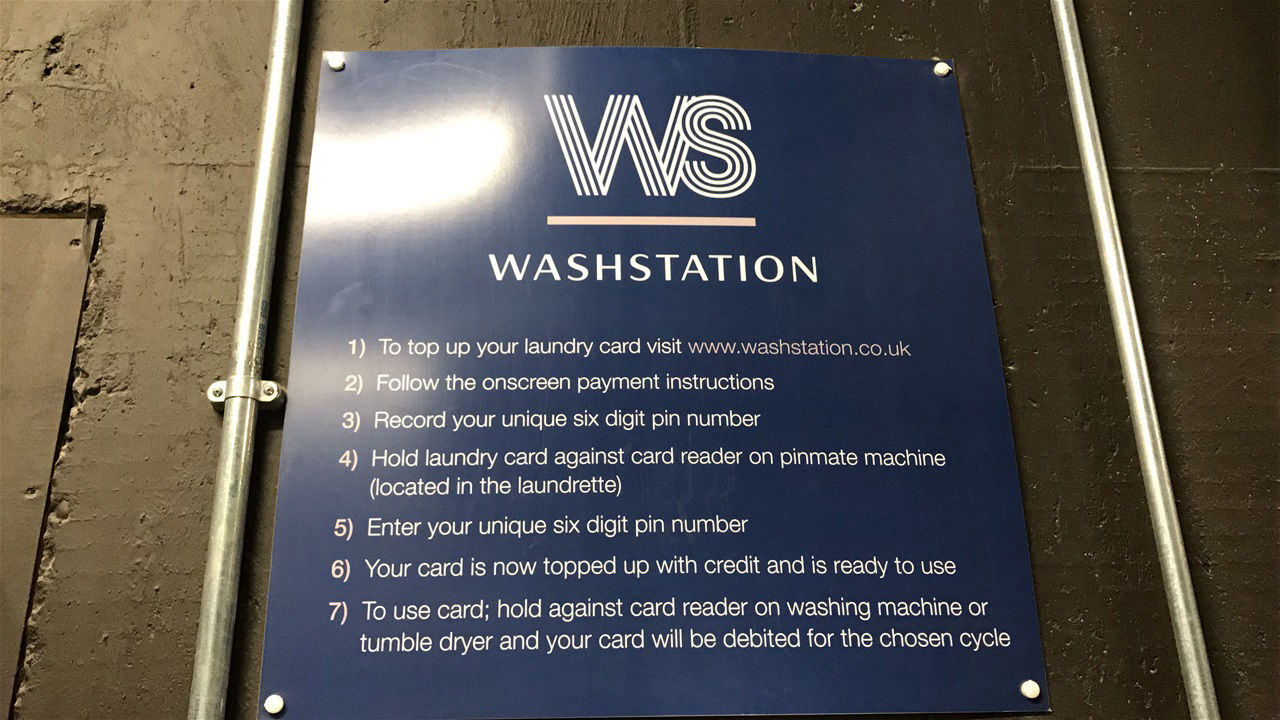 WS
WASHSTATION
1) To top up your laundry card visit www.washstation.co.uk
2) Follow the onscreen payment instructions
3) Record your unique six digit pin number
4) Hold laundry card against card reader on pinmate machine
(located in the laundrette)
5) Enter your unique six digit pin number
6) Your card is now topped up with credit and is ready to use
7) To use card; hold against card reader on washing machine or
tumble dryer and your card will be debited for the chosen cycle